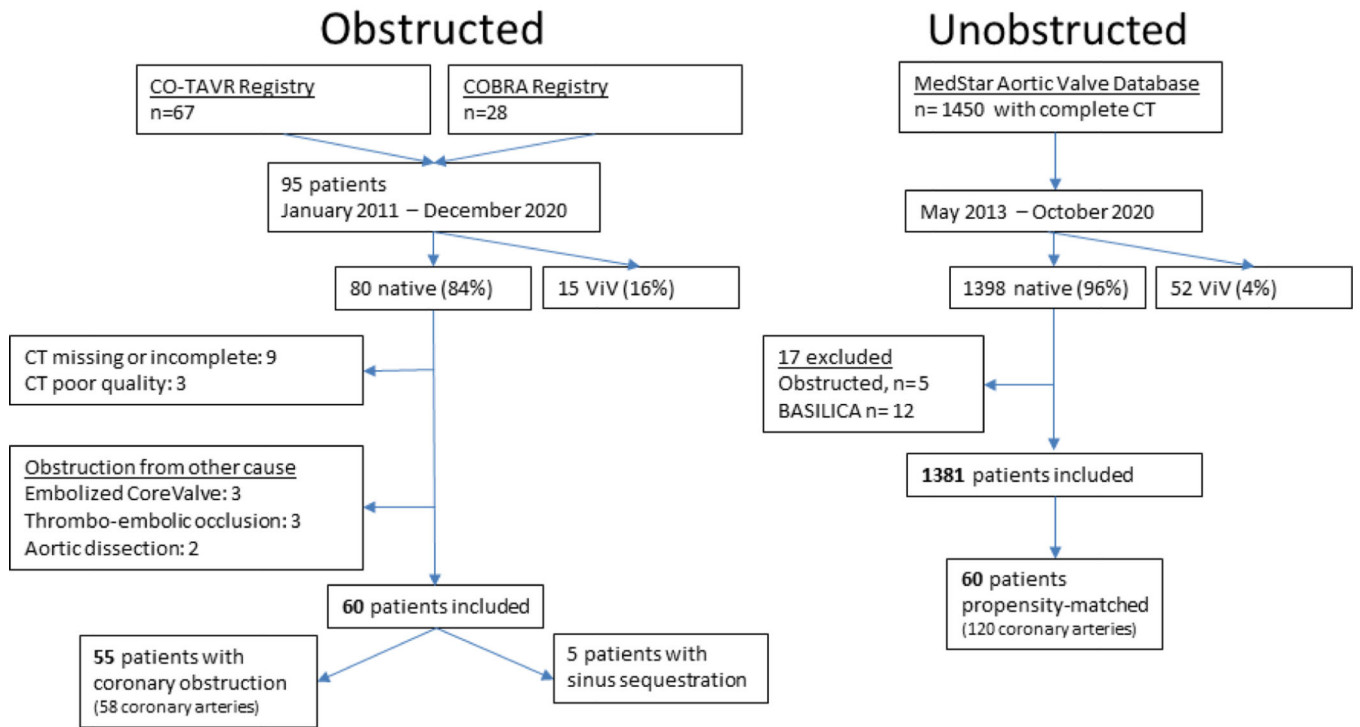 Obstructed
CO-TAVR Registry
n=67
COBRA Registry
n=28
95 patients
January 2011 – December 2020
80 native (84%)
15 ViV (16%)
CT missing or incomplete: 9
CT poor quality: 3
Obstruction from other cause
Embolized CoreValve: 3
Thrombo-embolic occlusion: 3
Aortic dissection: 2
60 patients included
55 patients with
coronary obstruction
(58 coronary arteries)
5 patients with
sinus sequestration
Unobstructed
MedStar Aortic Valve Database
n= 1450 with complete CT
May 2013 – October 2020
1398 native (96%)
52 ViV (4%)
17 excluded
Obstructed, n= 5
BASILICA n= 12
1381 patients included
60 patients
propensity-matched
(120 coronary arteries)